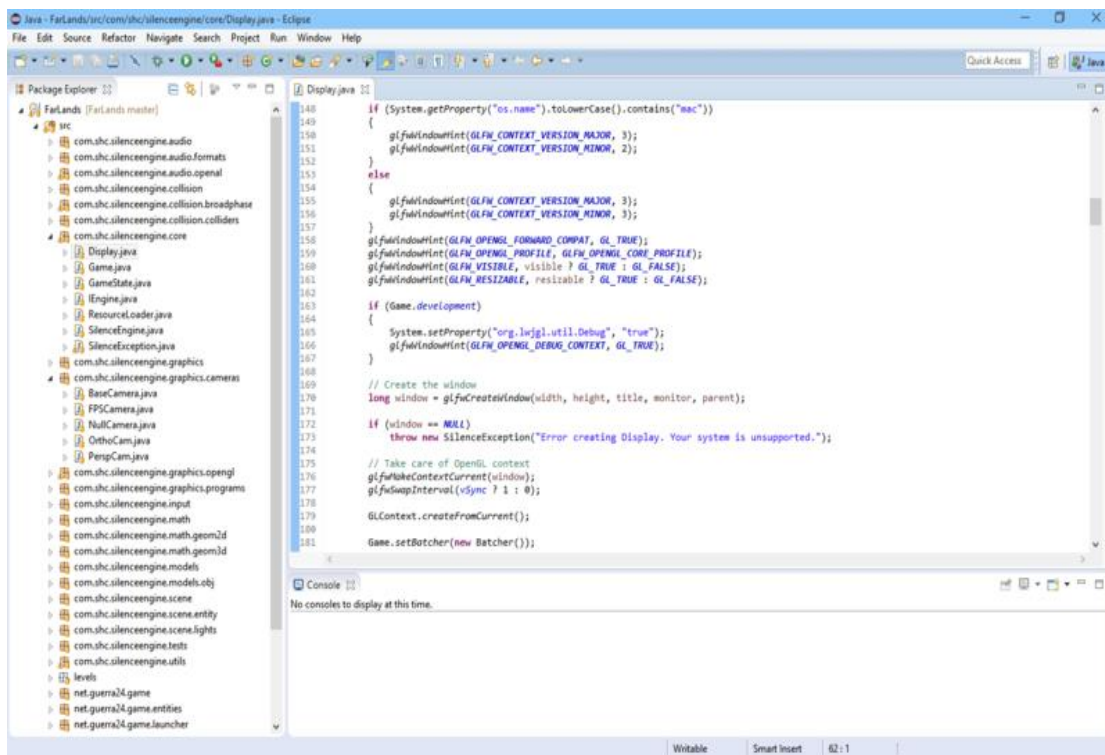 Java - FarLands/src/com/shc/silenceengine/core/Display.java - Eclipse
File Edit Source Refactor Navigate Search Project Run Window Help
Quick Access
Java
Package Explorer
FarLands [FarLands master]
src
com.shc.silenceengine.audio
com.shc.silenceengine.audio.formats
com.shc.silenceengine.audio.openal
com.shc.silenceengine.collision
com.shc.silenceengine.collision.broadphase
com.shc.silenceengine.collision.colliders
com.shc.silenceengine.core
Display.java
Game.java
GameState.java
IEngine.java
ResourceLoader.java
SilenceEngine.java
SilenceException.java
com.shc.silenceengine.graphics
com.shc.silenceengine.graphics.cameras
BaseCamera.java
FPSCamera.java
NullCamera.java
OrthoCam.java
PerspCam.java
com.shc.silenceengine.graphics.opengl
com.shc.silenceengine.graphics.programs
com.shc.silenceengine.input
com.shc.silenceengine.math
com.shc.silenceengine.math.geom2d
com.shc.silenceengine.math.geom3d
com.shc.silenceengine.models
com.shc.silenceengine.models.obj
com.shc.silenceengine.scene
com.shc.silenceengine.scene.entity
com.shc.silenceengine.scene.lights
com.shc.silenceengine.tests
com.shc.silenceengine.utils
levels
net.guerra24.game
net.guerra24.game.entities
net.guerra24.game.launcher
Display.java
148 if (System.getProperty("os.name").toLowerCase().contains("mac"))
149 {
150 glfwWindowHint(GLFW_CONTEXT_VERSION_MAJOR, 3);
151 glfwWindowHint(GLFW_CONTEXT_VERSION_MINOR, 2);
152 }
153 else
154 {
155 glfwWindowHint(GLFW_CONTEXT_VERSION_MAJOR, 3);
156 glfwWindowHint(GLFW_CONTEXT_VERSION_MINOR, 3);
157 }
158 glfwWindowHint(GLFW_OPENGL_FORWARD_COMPAT, GL_TRUE);
159 glfwWindowHint(GLFW_OPENGL_PROFILE, GLFW_OPENGL_CORE_PROFILE);
160 glfwWindowHint(GLFW_VISIBLE, visible ? GL_TRUE : GL_FALSE);
161 glfwWindowHint(GLFW_RESIZABLE, resizable ? GL_TRUE : GL_FALSE);
162
163 if (Game.development)
164 {
165 System.setProperty("org.lwjgl.util.Debug", "true");
166 glfwWindowHint(GLFW_OPENGL_DEBUG_CONTEXT, GL_TRUE);
167 }
168
169 // Create the window
170 long window = glfwCreateWindow(width, height, title, monitor, parent);
171
172 if (window == NULL)
173 throw new SilenceException("Error creating Display. Your system is unsupported.");
174
175 // Take care of OpenGL context
176 glfwMakeContextCurrent(window);
177 glfwSwapInterval(vSync ? 1 : 0);
178
179 GLContext.createFromCurrent();
180
181 Game.setBatcher(new Batcher());
Console
No consoles to display at this time.
Writable Smart Insert 62 : 1